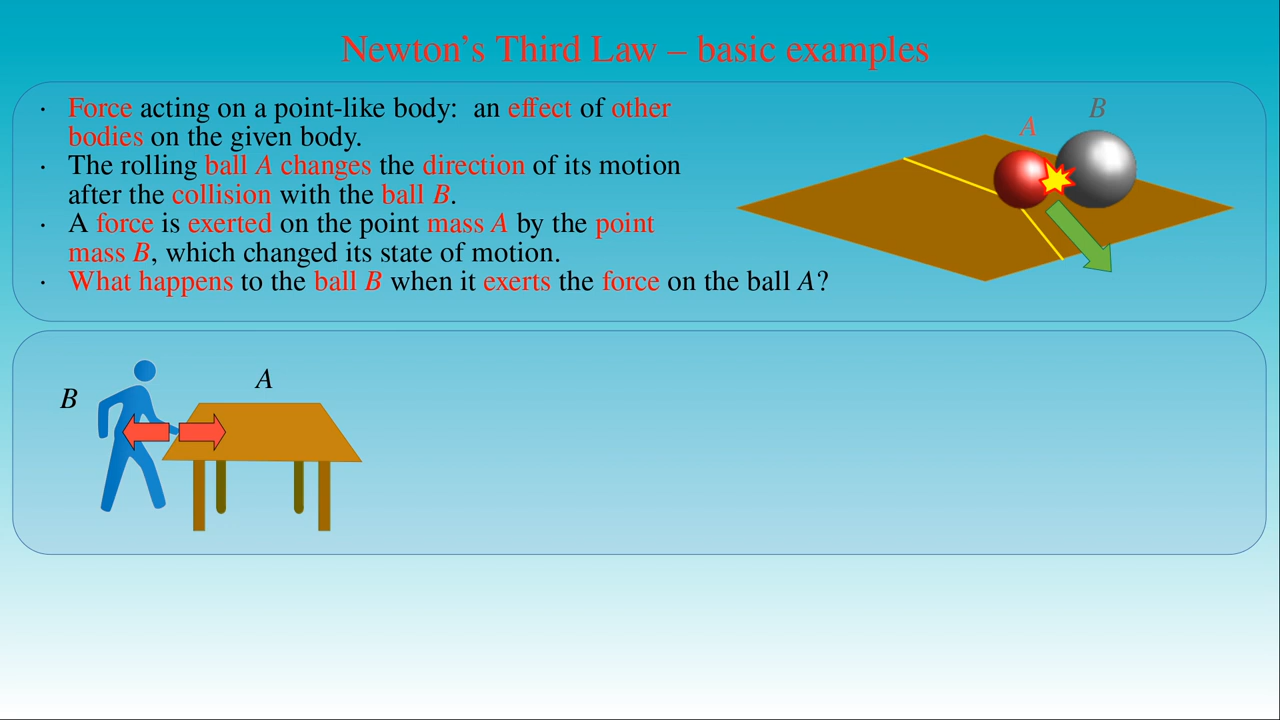 Newton’s Third Law – basic examples
· Force acting on a point-like body: an effect of other
bodies on the given body.
· The rolling ball A changes the direction of its motion
after the collision with the ball B.
· A force is exerted on the point mass A by the point
mass B, which changed its state of motion.
· What happens to the ball B when it exerts the force on the ball A?
A
B
B
A